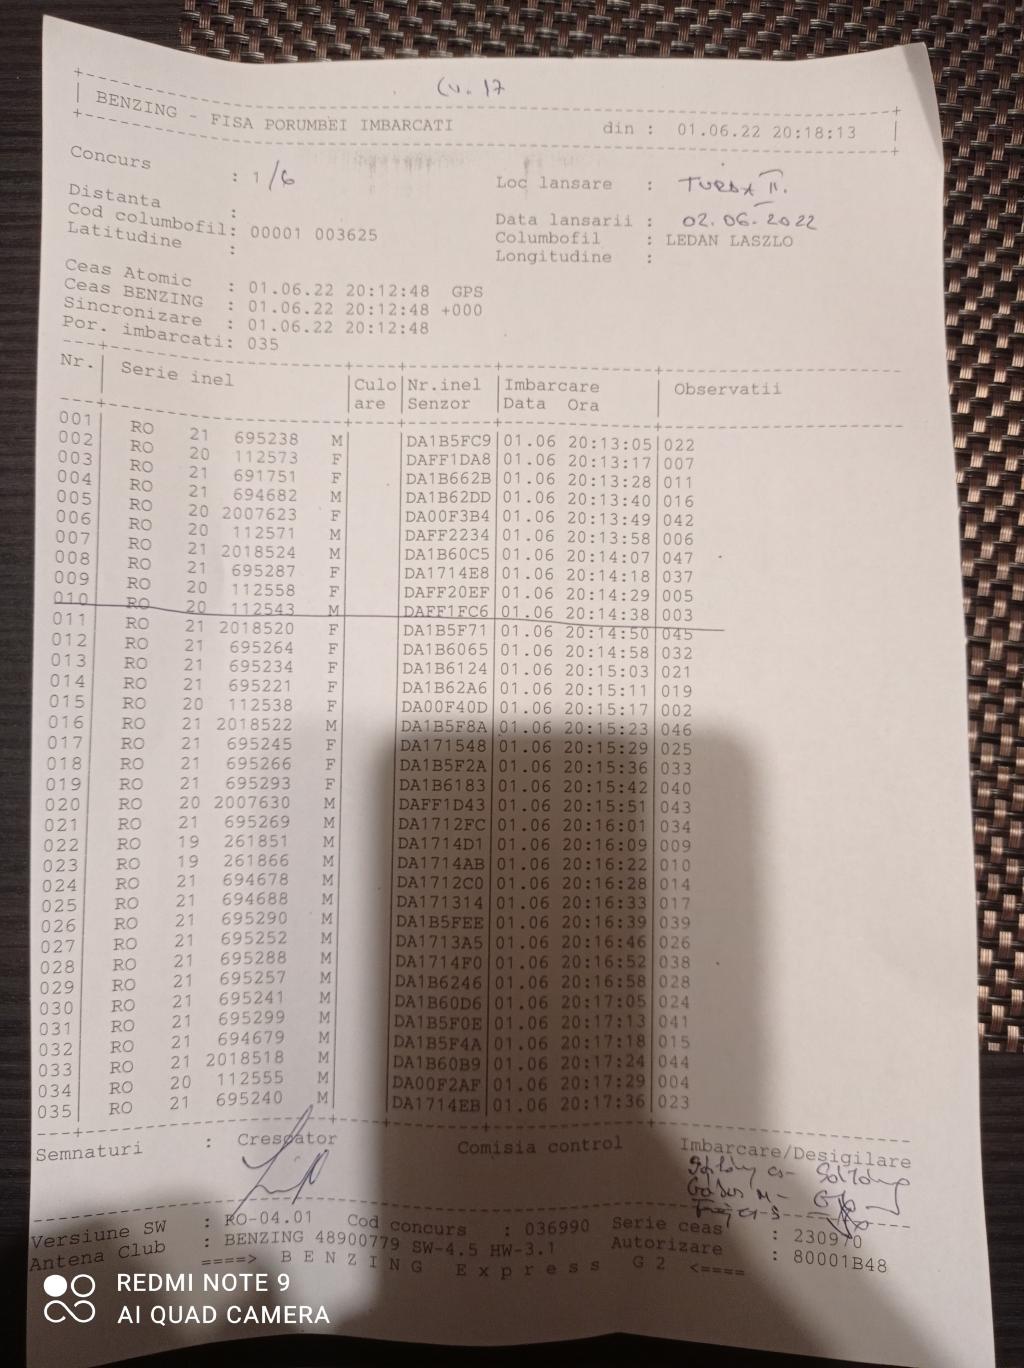 Cu. 17
BENZING - FISA PORUMBEI IMBARCATI din : 01.06.22 20:18:13
Concurs : 1/6 Loc lansare : TURDA II.
Distanta : Data lansarii : 02.06.2022
Cod columbofil: 00001 003625 Columbofil : LEDAN LASZLO
Latitudine : Longitudine :
Ceas Atomic : 01.06.22 20:12:48 GPS
Ceas BENZING : 01.06.22 20:12:48 +000
Sincronizare : 01.06.22 20:12:48
Por. imbarcati: 035
Nr. Serie inel Culo Nr.inel Imbarcare Observatii
are Senzor Data Ora
001 RO 21 695238 M DA1B5FC9 01.06 20:13:05 022
002 RO 20 112573 F DAFF1DA8 01.06 20:13:17 007
003 RO 21 691751 F DA1B662B 01.06 20:13:28 011
004 RO 21 694682 M DA1B62DD 01.06 20:13:40 016
005 RO 20 2007623 F DA00F3B4 01.06 20:13:49 042
006 RO 20 112571 M DAFF2234 01.06 20:13:58 006
007 RO 21 2018524 M DA1B60C5 01.06 20:14:07 047
008 RO 21 695287 F DA1714E8 01.06 20:14:18 037
009 RO 20 112558 F DAFF20EF 01.06 20:14:29 005
010 RO 20 112543 M DAFF1FC6 01.06 20:14:38 003
011 RO 21 2018520 F DA1B5F71 01.06 20:14:50 045
012 RO 21 695264 F DA1B6065 01.06 20:14:58 032
013 RO 21 695234 F DA1B6124 01.06 20:15:03 021
014 RO 21 695221 F DA1B62A6 01.06 20:15:11 019
015 RO 20 112538 F DA00F40D 01.06 20:15:17 002
016 RO 21 2018522 M DA1B5F8A 01.06 20:15:23 046
017 RO 21 695245 F DA171548 01.06 20:15:29 025
018 RO 21 695266 F DA1B5F2A 01.06 20:15:36 033
019 RO 21 695293 F DA1B6183 01.06 20:15:42 040
020 RO 20 2007630 M DAFF1D43 01.06 20:15:51 043
021 RO 21 695269 M DA1712FC 01.06 20:16:01 034
022 RO 19 261851 M DA1714D1 01.06 20:16:09 009
023 RO 19 261866 M DA1714AB 01.06 20:16:22 010
024 RO 21 694678 M DA1712C0 01.06 20:16:28 014
025 RO 21 694688 M DA171314 01.06 20:16:33 017
026 RO 21 695290 M DA1B5FEE 01.06 20:16:39 039
027 RO 21 695252 M DA1713A5 01.06 20:16:46 026
028 RO 21 695288 M DA1714F0 01.06 20:16:52 038
029 RO 21 695257 M DA1B6246 01.06 20:16:58 028
030 RO 21 695241 M DA1B60D6 01.06 20:17:05 024
031 RO 21 695299 M DA1B5F0E 01.06 20:17:13 041
032 RO 21 694679 M DA1B5F4A 01.06 20:17:18 015
033 RO 21 2018518 M DA1B60B9 01.06 20:17:24 044
034 RO 20 112555 M DA00F2AF 01.06 20:17:29 004
035 RO 21 695240 M DA1714EB 01.06 20:17:36 023
Semnaturi : Crescator Comisia control Imbarcare/Desigilare
Versiune SW : RO-04.01 Cod concurs : 036990 Serie ceas : 230970
Antena Club : BENZING 48900779 SW-4.5 HW-3.1 Autorizare : 80001B48
====> B E N Z I N G E x p r e s s G 2 <====
REDMI NOTE 9
AI QUAD CAMERA